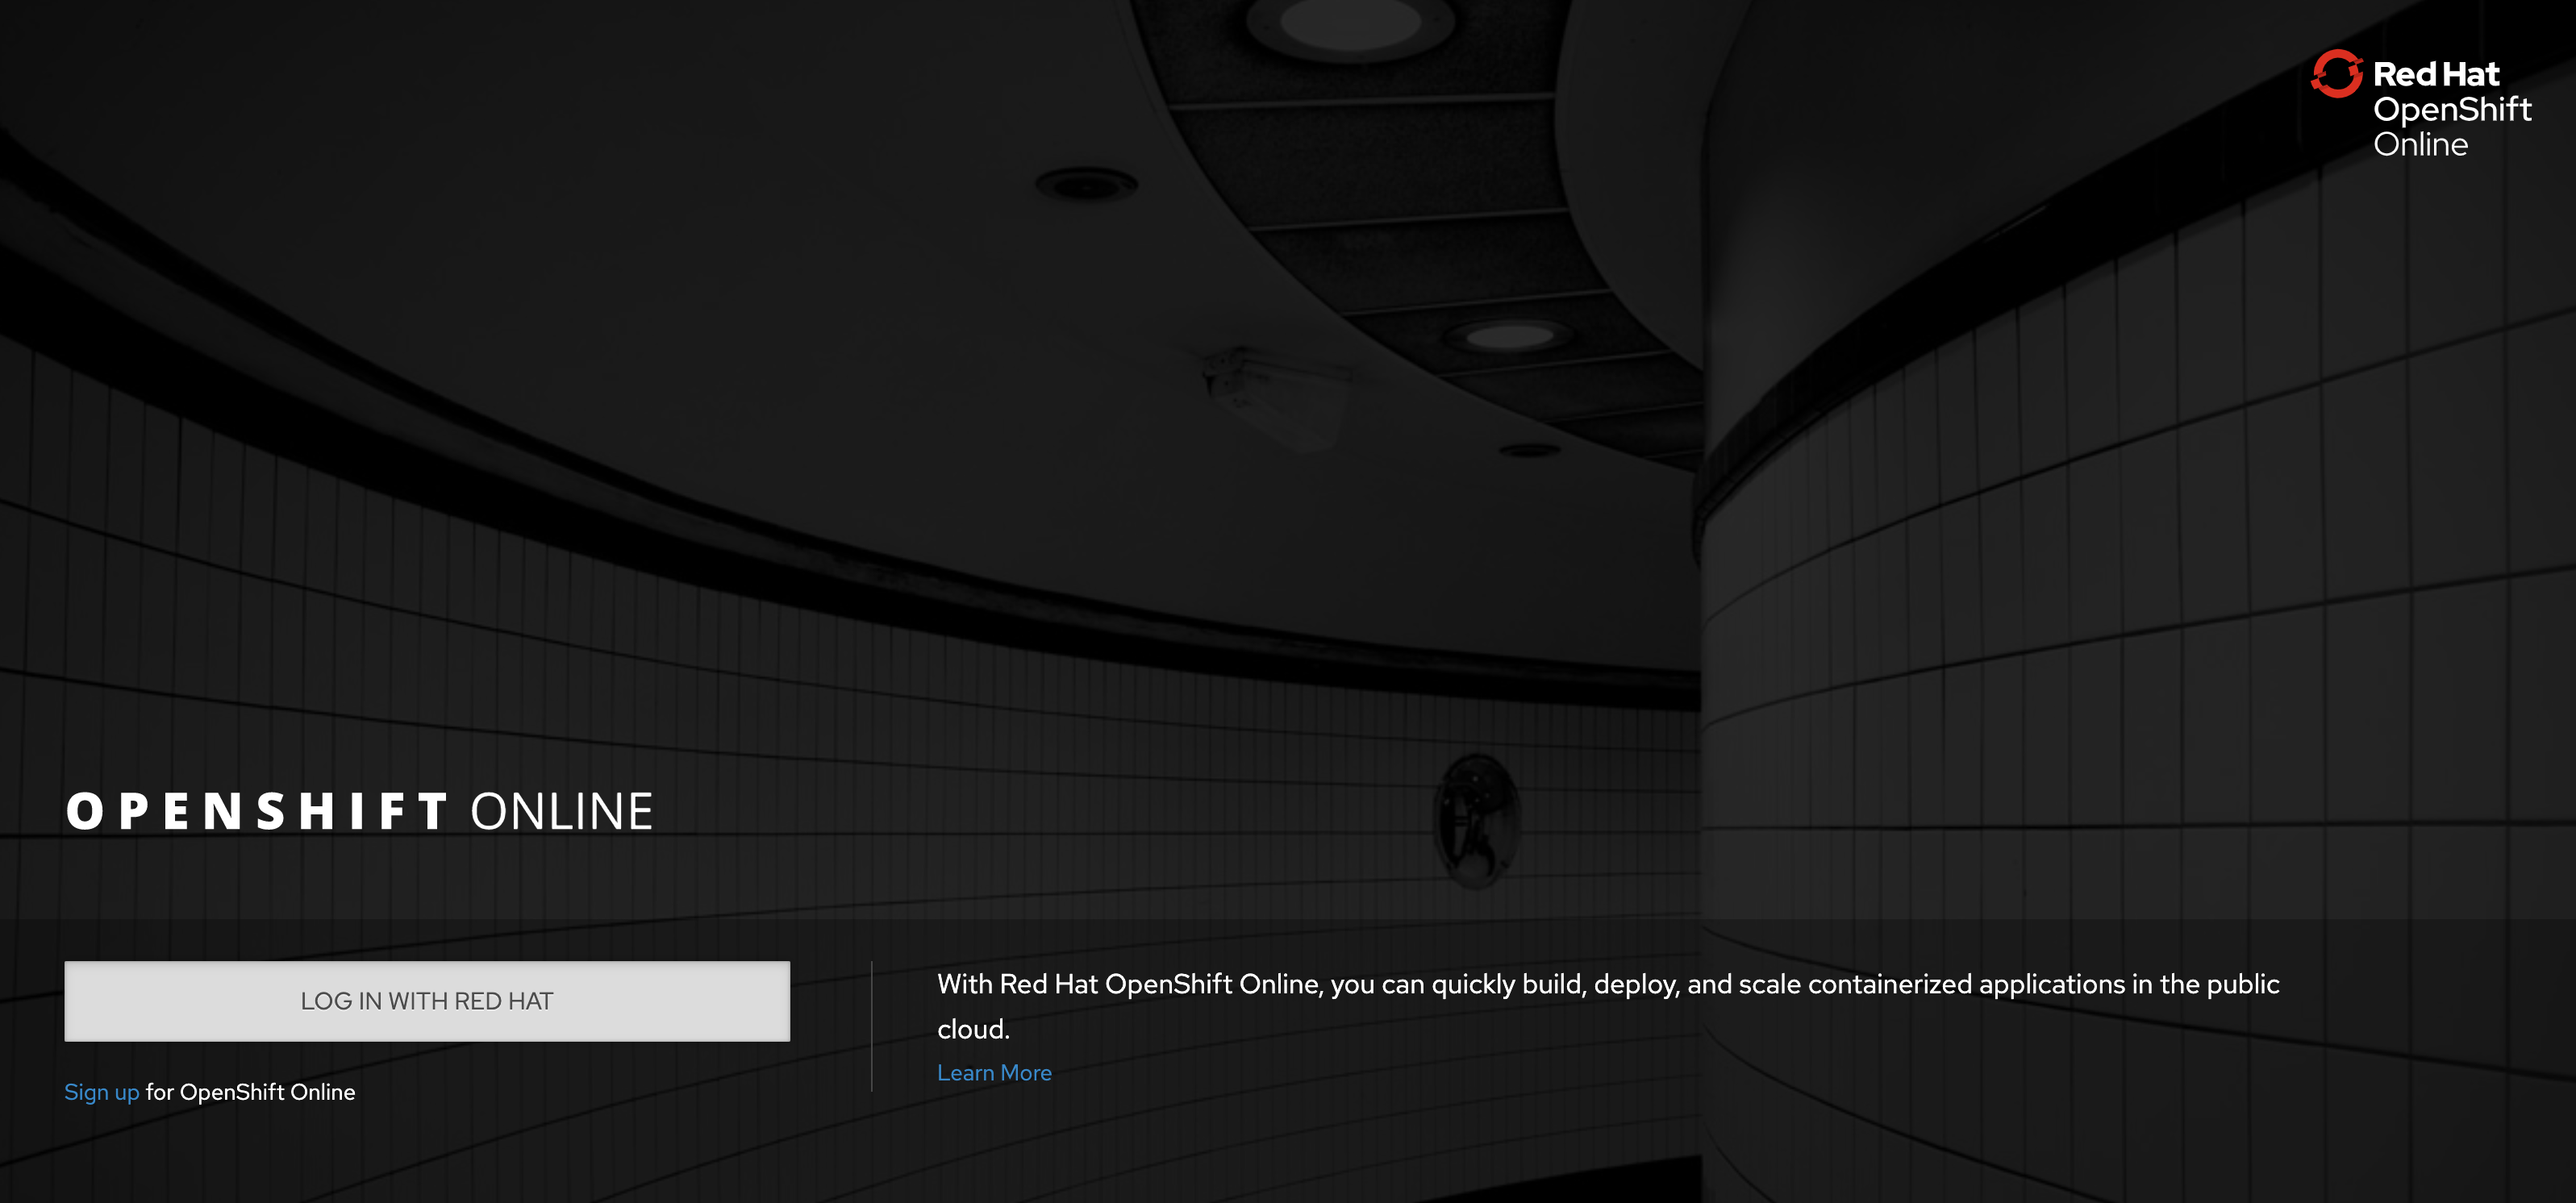 Red Hat
OpenShift
Online
OPENSHIFT ONLINE
LOG IN WITH RED HAT
Sign up for OpenShift Online
With Red Hat OpenShift Online, you can quickly build, deploy, and scale containerized applications in the public
cloud.
Learn More